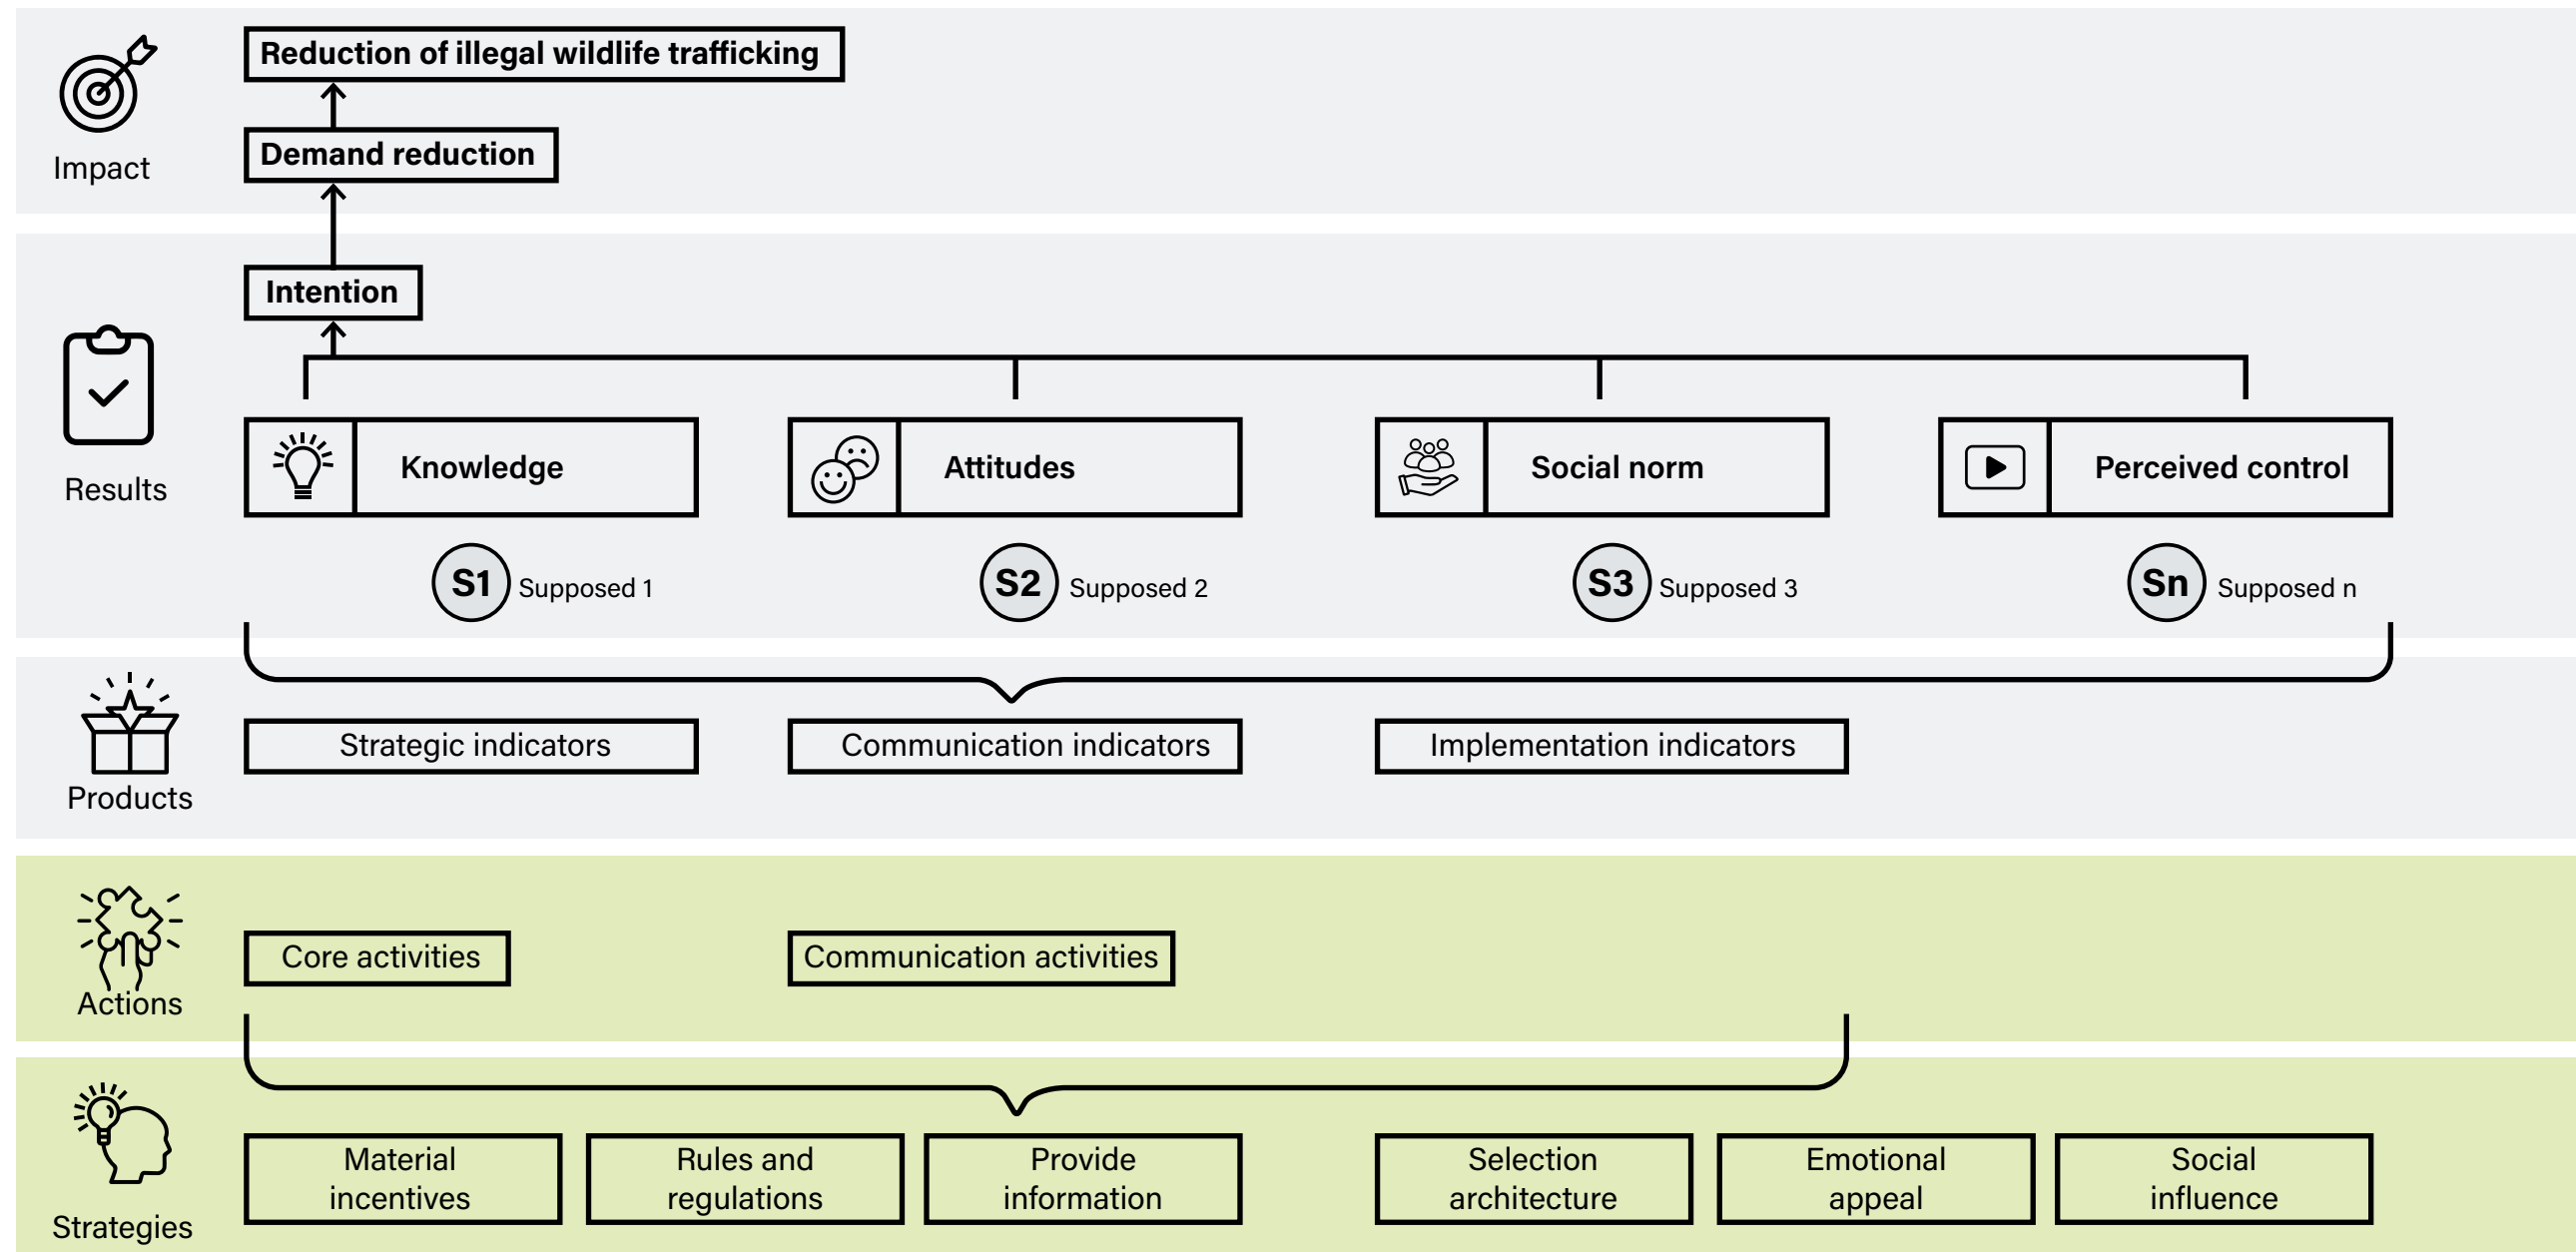 Impact
Reduction of illegal wildlife trafficking
Demand reduction
Results
Intention
Knowledge
Attitudes
Social norm
Perceived control
S1 Supposed 1
S2 Supposed 2
S3 Supposed 3
Sn Supposed n
Products
Strategic indicators
Communication indicators
Implementation indicators
Actions
Core activities
Communication activities
Strategies
Material
incentives
Rules and
regulations
Provide
information
Selection
architecture
Emotional
appeal
Social
influence